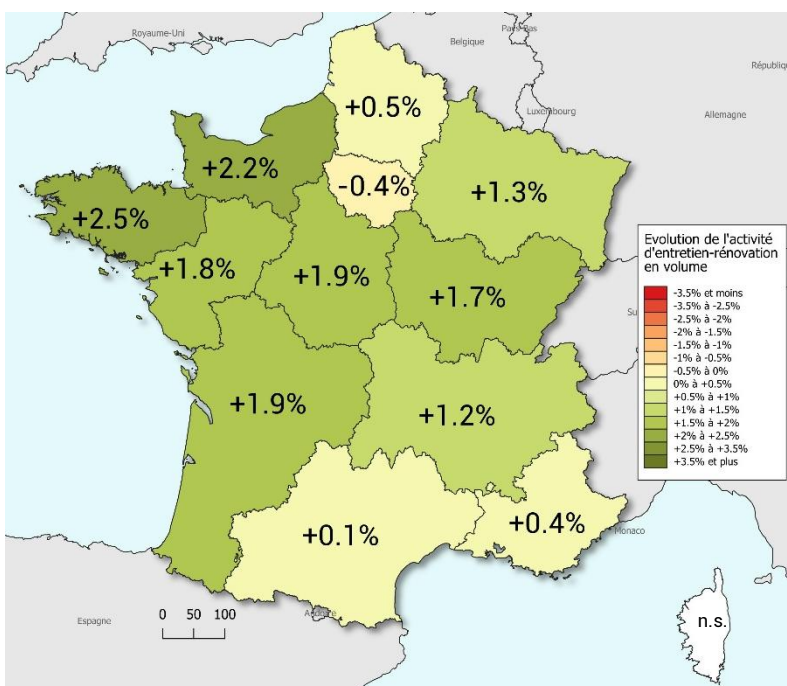 Royaume-Uni
Pays-Bas
Belgique
Luxembourg
Allemagne
République
+0.5%
+2.2%
-0.4%
+1.3%
+2.5%
+1.8%
+1.9%
+1.7%
+1.9%
+1.2%
+0.1%
+0.4%
Su
Monaco
Andorre
Espagne
0 50 100
n.s.
Evolution de l'activité
d'entretien-rénovation
en volume
-3.5% et moins
-3.5% à -2.5%
-2.5% à -2%
-2% à -1.5%
-1.5% à -1%
-1% à -0.5%
-0.5% à 0%
0% à +0.5%
+0.5% à +1%
+1% à +1.5%
+1.5% à +2%
+2% à +2.5%
+2.5% à +3.5%
+3.5% et plus